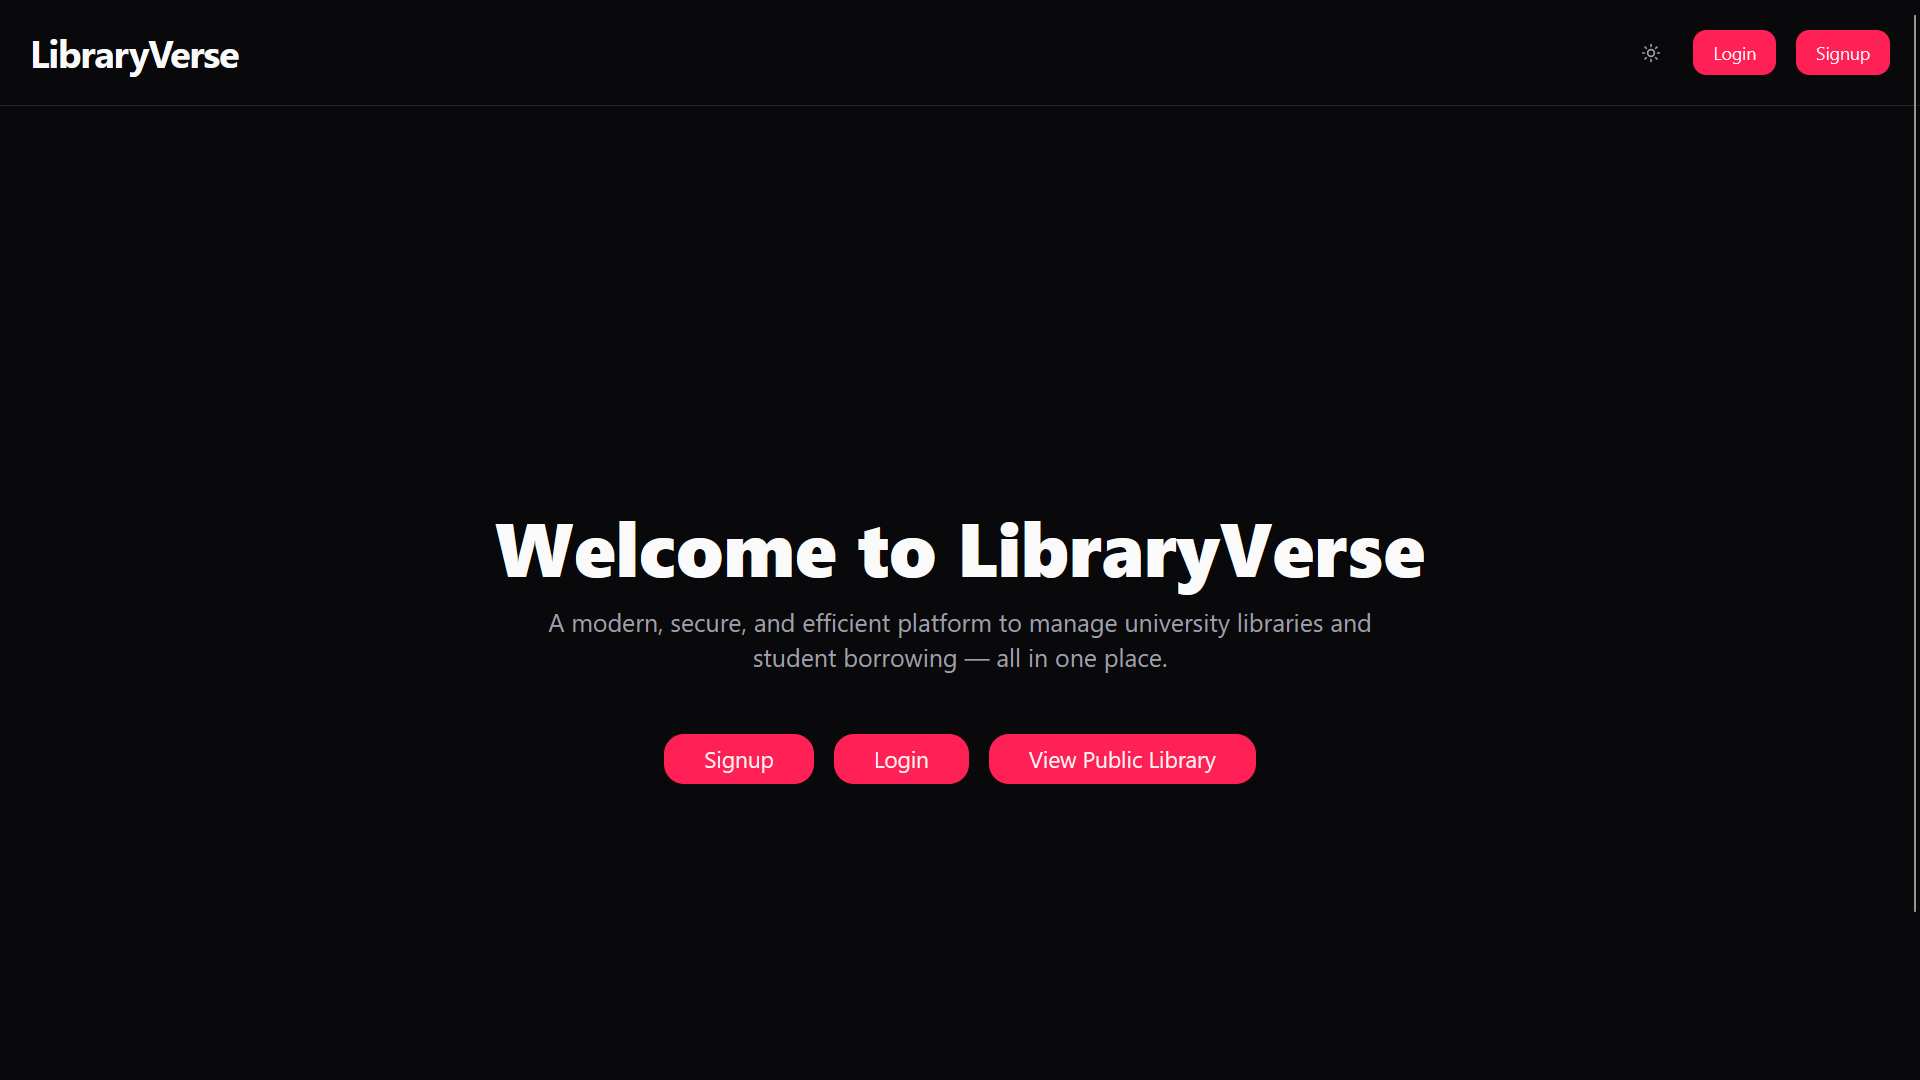 LibraryVerse
Login
Signup
Welcome to LibraryVerse
A modern, secure, and efficient platform to manage university libraries and
student borrowing — all in one place.
Signup
Login
View Public Library